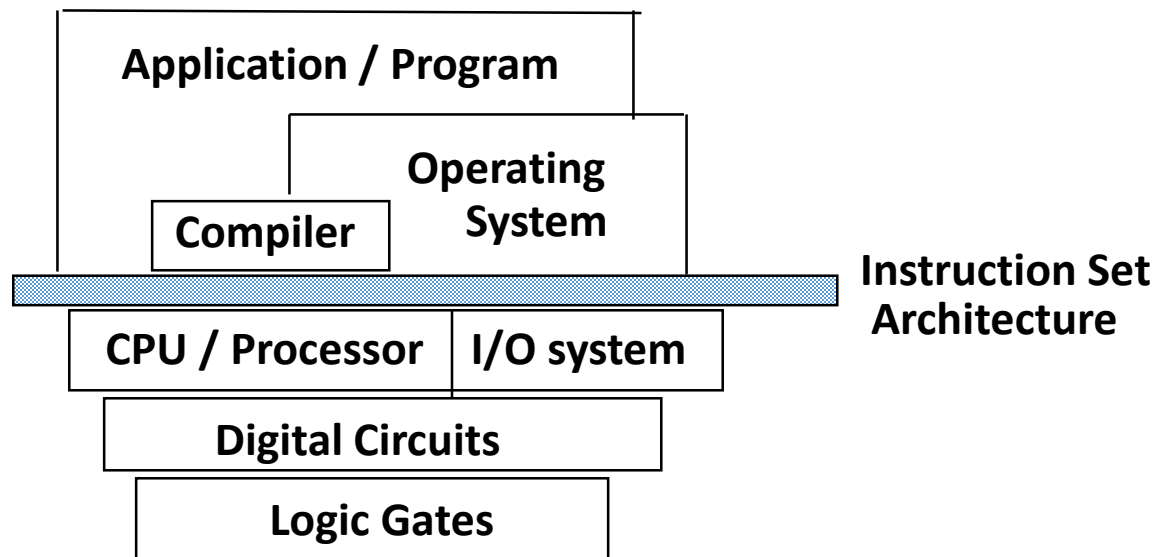 Application / Program
Operating
System
Compiler
Instruction Set
Architecture
CPU / Processor
I/O system
Digital Circuits
Logic Gates